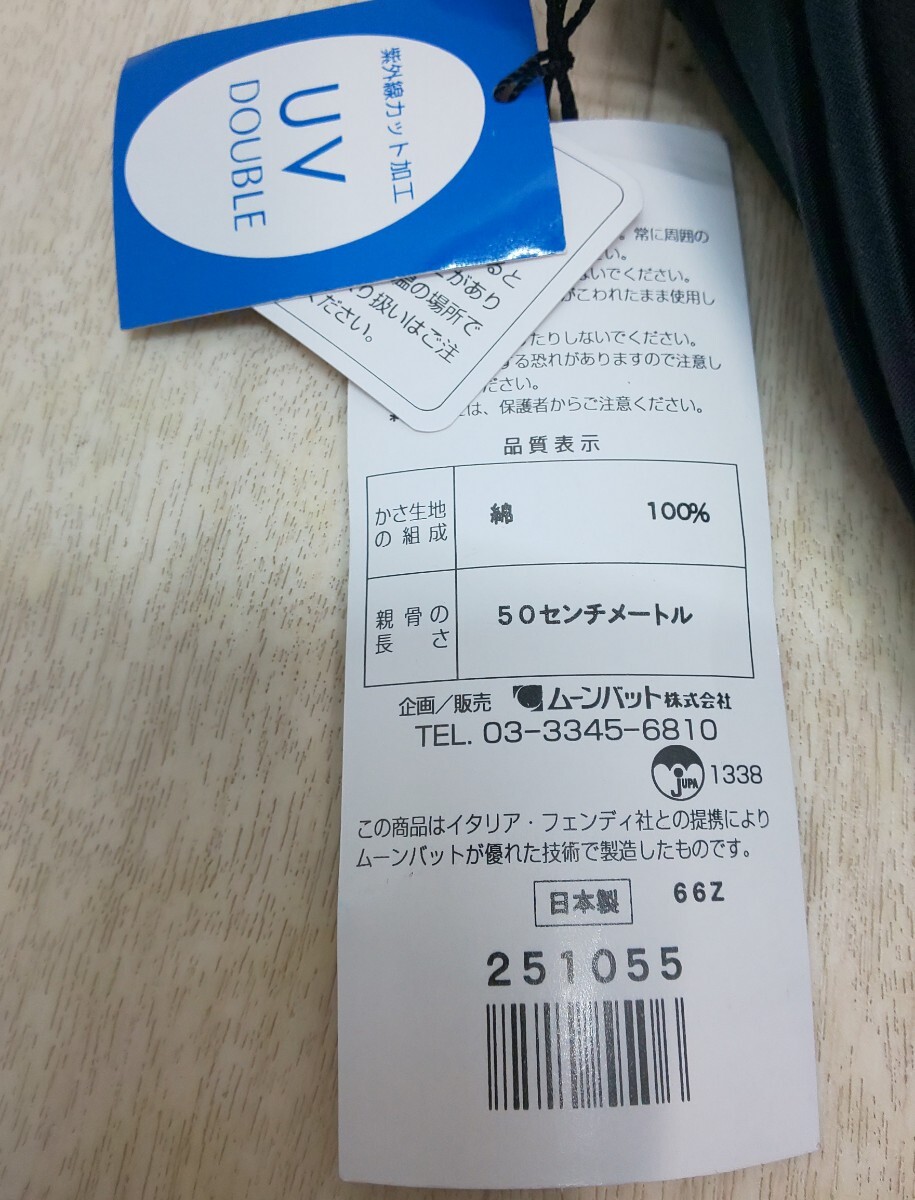 紫外線カット加工
UV
DOUBLE
ると
があり
温の場所で
り扱いはご注
ください。
。常に周囲の
さい。
ないでください。
がこわれたまま使用し
たりしないでください。
する恐れがありますので注意し
ださい。
は、保護者からご注意ください。
品質表示
かさ生地の組成 綿 100%
親骨の長さ 50センチメートル
企画／販売 ムーンバット株式会社
TEL. 03-3345-6810
JUPA 1338
この商品はイタリア・フェンディ社との提携により
ムーンバットが優れた技術で製造したものです。
日本製 66Z
251055